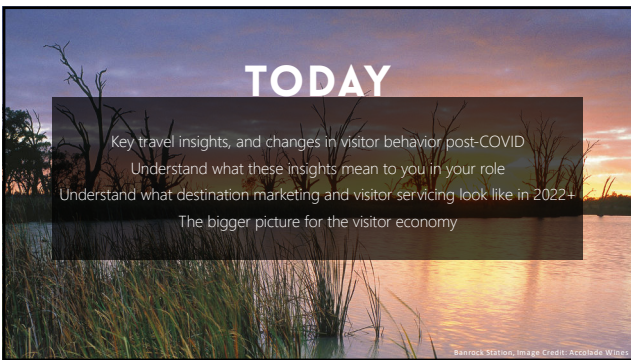 TODAY
Key travel insights, and changes in visitor behavior post-COVID
Understand what these insights mean to you in your role
Understand what destination marketing and visitor servicing look like in 2022+
The bigger picture for the visitor economy
Banrock Station, Image Credit: Accolade Wines